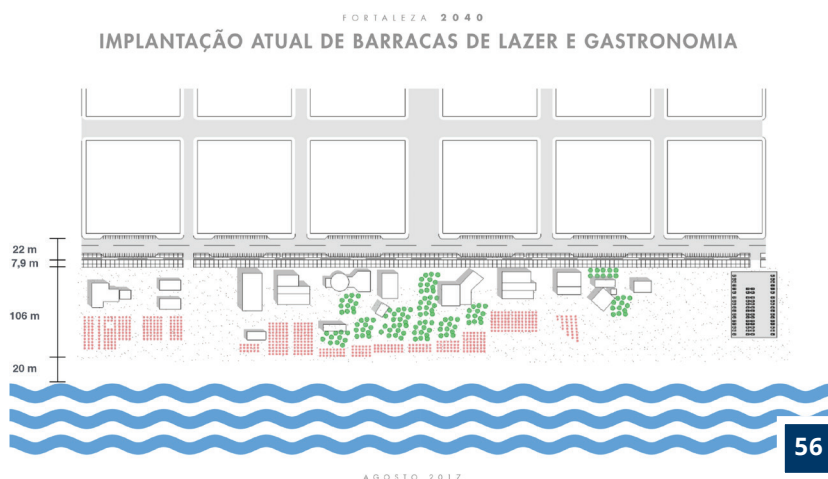 FORTALEZA 2040
IMPLANTAÇÃO ATUAL DE BARRACAS DE LAZER E GASTRONOMIA
22 m
7,9 m
106 m
20 m
56
AGOSTO 2017